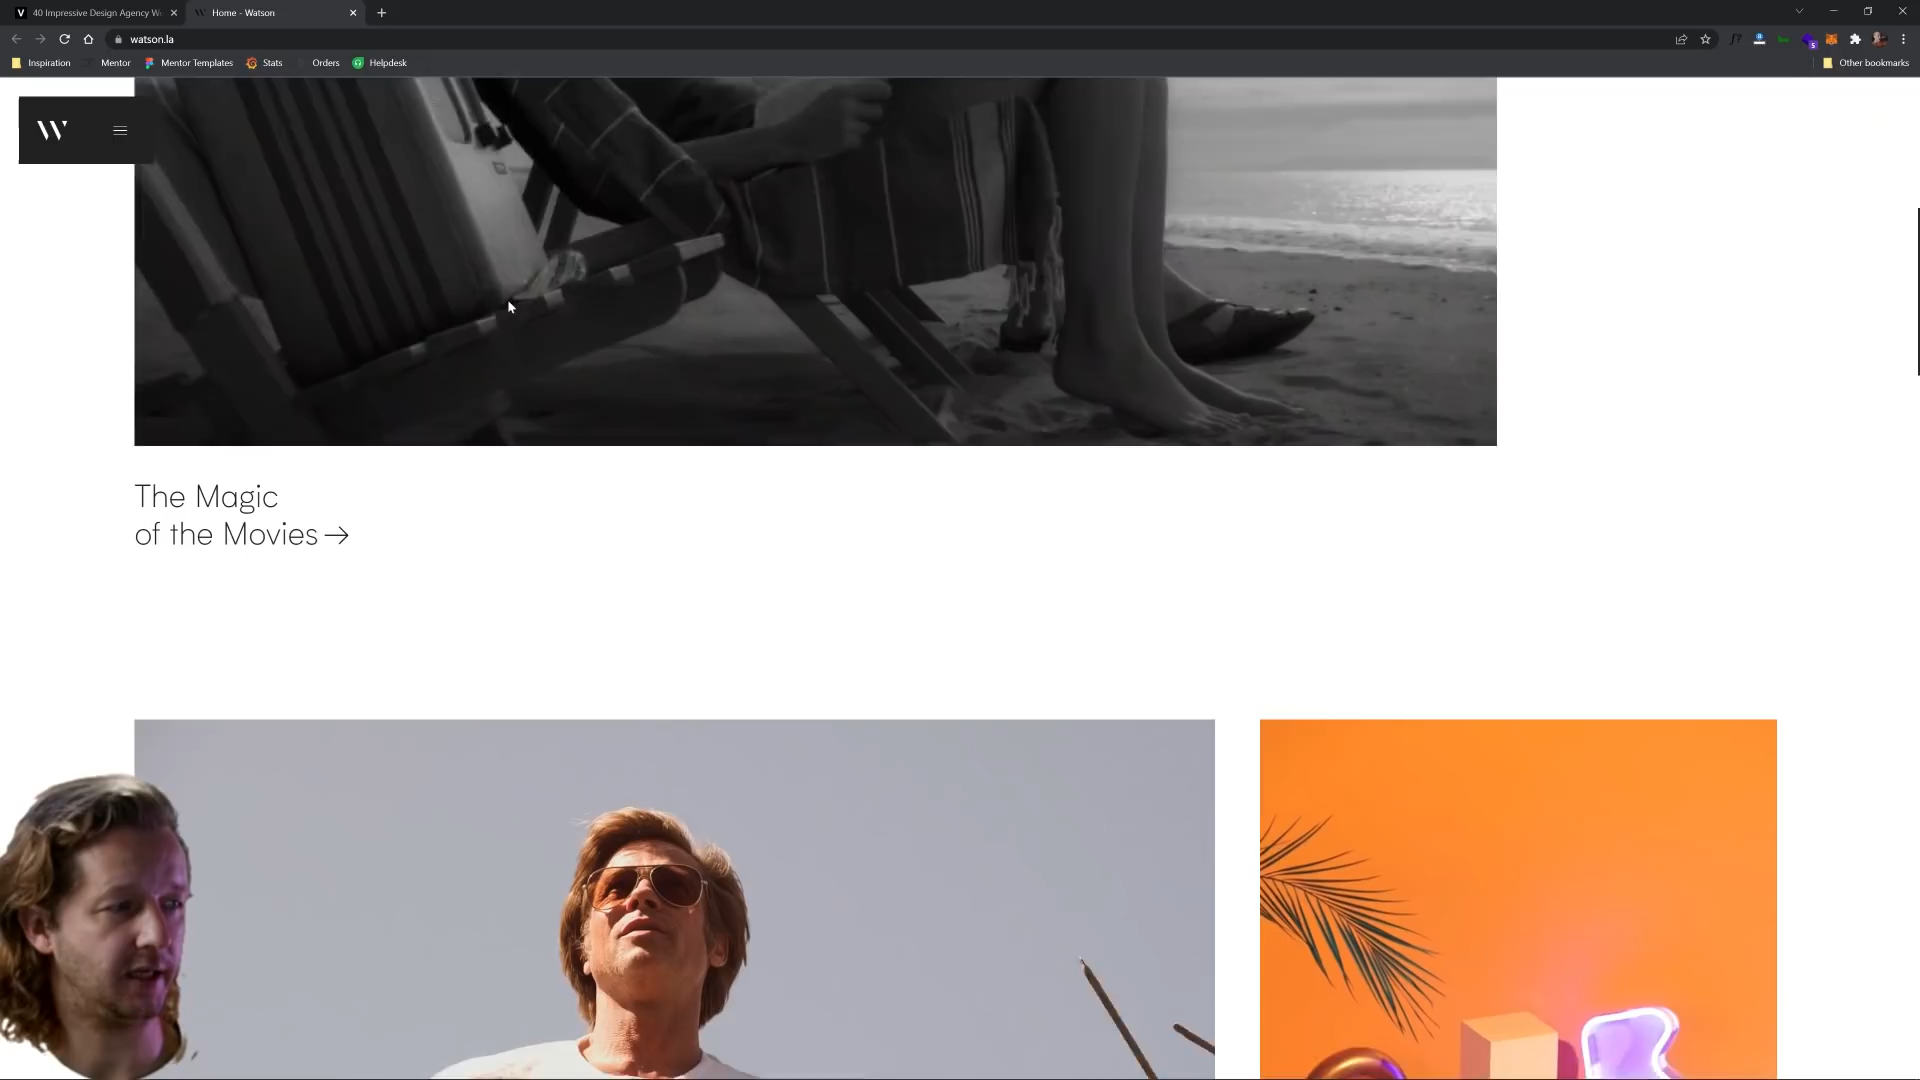 V 40 Impressive Design Agency W
W Home - Watson
watson.la
f?
5
Inspiration
Mentor
Mentor Templates
Stats
Orders
Helpdesk
Other bookmarks
W
The Magic
of the Movies →